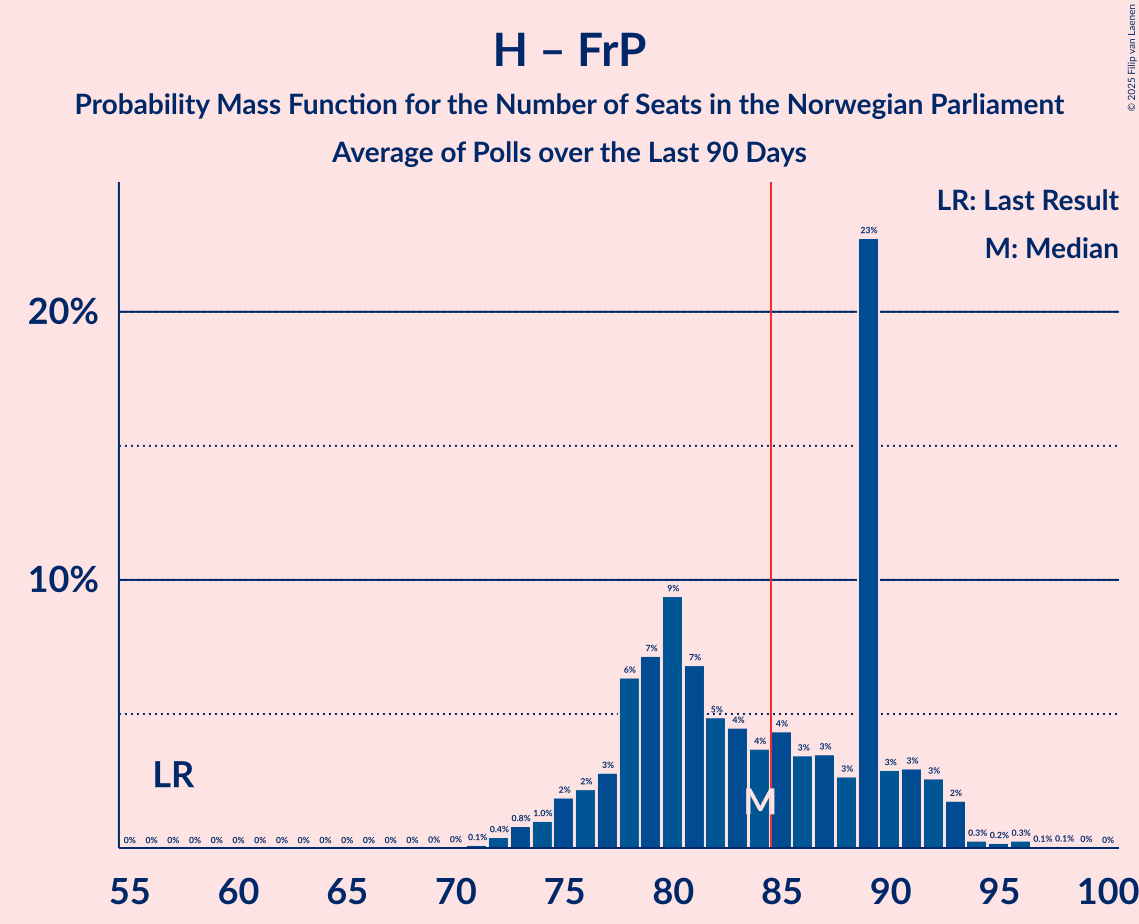 © 2025 Filip van Laenen
H – FrP
Probability Mass Function for the Number of Seats in the Norwegian Parliament
Average of Polls over the Last 90 Days
LR: Last Result
M: Median
23%
20%
10%
9%
7%
7%
6%
5%
4%
4%
4%
3%
3%
3%
3%
3%
3%
3%
2%
2%
2%
LR
M
0% 0% 0% 0% 0% 0% 0% 0% 0% 0% 0% 0% 0% 0% 0% 0% 0.1% 0.4% 0.8% 1.0% 0.3% 0.2% 0.3% 0.1% 0.1% 0% 0%
55 60 65 70 75 80 85 90 95 100